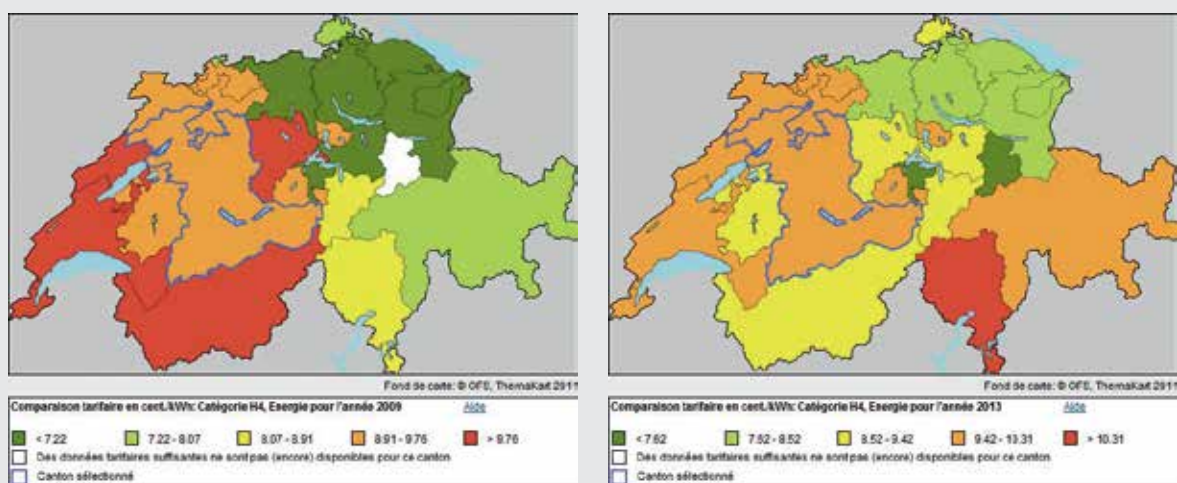 Fond de carte: © OFS, ThemaKart 2911
Comparaison tarifaire en cent./kWh: Catégorie H4, Energie pour l'année 2009 Aide
< 7.22 7.22 - 8.07 8.07 - 8.91 8.91 - 9.76 > 9.76
Des données tarifaires suffisantes ne sont pas (encore) disponibles pour ce canton
Canton sélectionné
Fond de carte: © OFS, ThemaKart 2911
Comparaison tarifaire en cent./kWh: Catégorie H4, Energie pour l'année 2013 Aide
< 7.62 7.52 - 8.52 8.52 - 9.42 9.42 - 13.31 > 10.31
Des données tarifaires suffisantes ne sont pas (encore) disponibles pour ce canton
Canton sélectionné